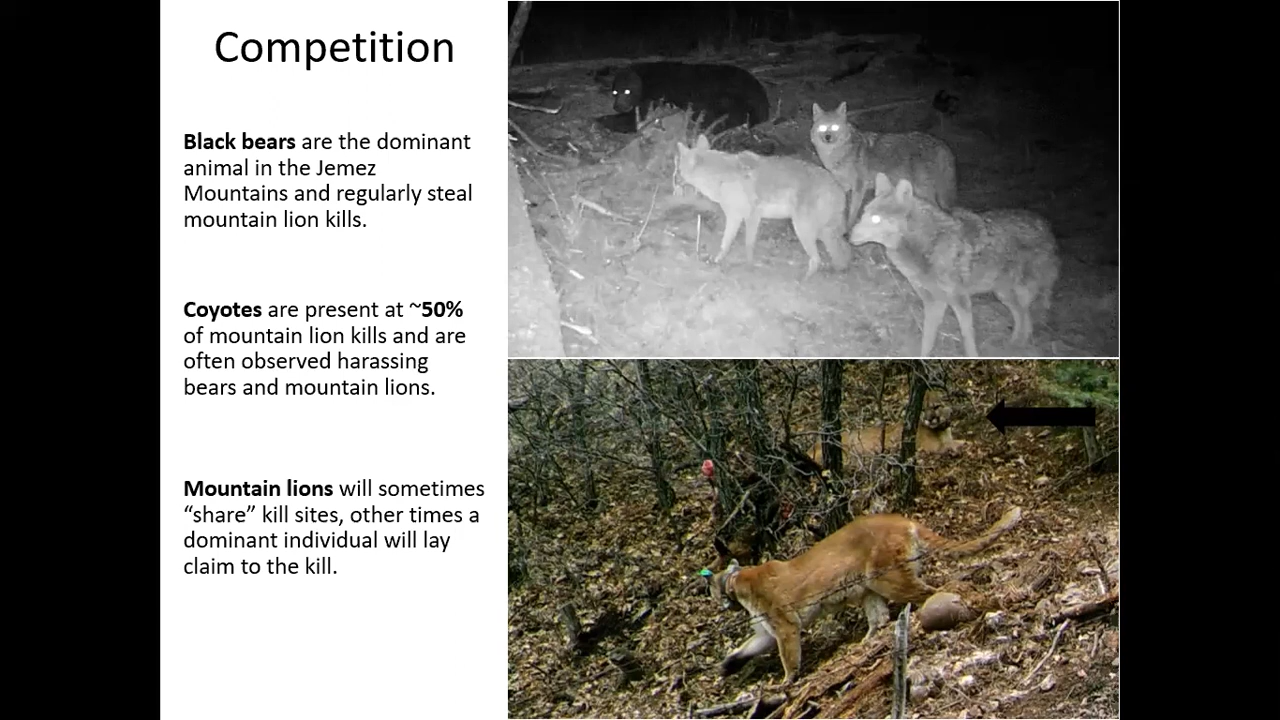 Competition
Black bears are the dominant
animal in the Jemez
Mountains and regularly steal
mountain lion kills.
Coyotes are present at ~50%
of mountain lion kills and are
often observed harassing
bears and mountain lions.
Mountain lions will sometimes
“share” kill sites, other times a
dominant individual will lay
claim to the kill.